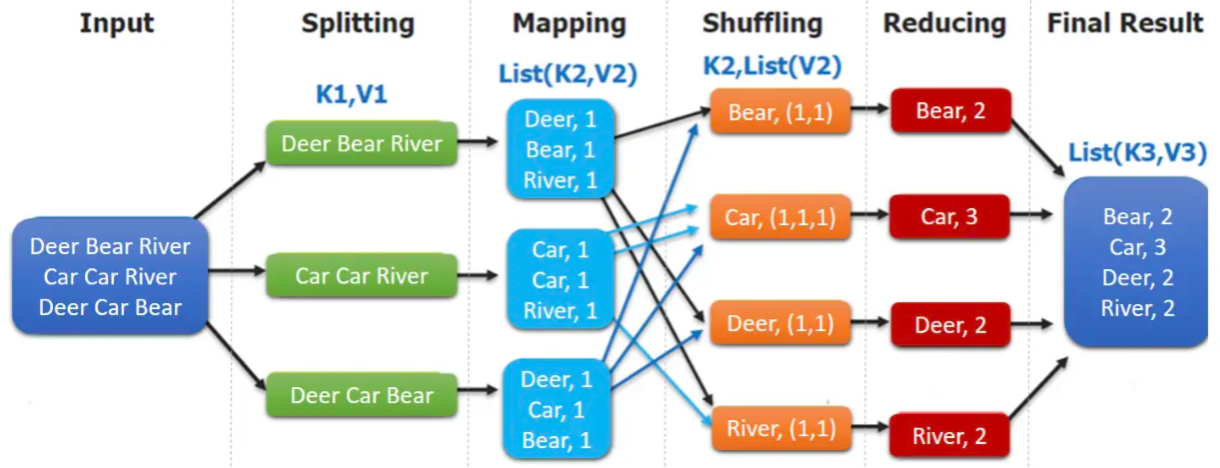 Input
Splitting
Mapping
Shuffling
Reducing
Final Result
K1,V1
List(K2,V2)
K2,List(V2)
List(K3,V3)
Deer Bear River
Car Car River
Deer Car Bear
Deer Bear River
Car Car River
Deer Car Bear
Deer, 1
Bear, 1
River, 1
Car, 1
Car, 1
River, 1
Deer, 1
Car, 1
Bear, 1
Bear, (1,1)
Car, (1,1,1)
Deer, (1,1)
River, (1,1)
Bear, 2
Car, 3
Deer, 2
River, 2
Bear, 2
Car, 3
Deer, 2
River, 2